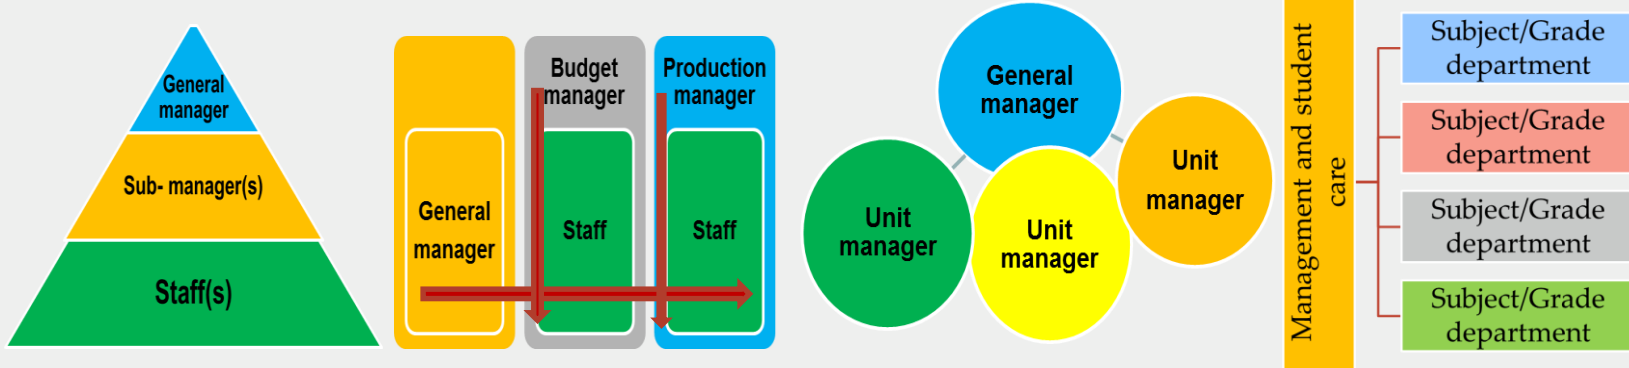 General
manager
Sub- manager(s)
Staff(s)
General
manager
Budget
manager
Staff
Production
manager
Staff
General
manager
Unit
manager
Unit
manager
Unit
manager
Management and student
care
Subject/Grade
department
Subject/Grade
department
Subject/Grade
department
Subject/Grade
department